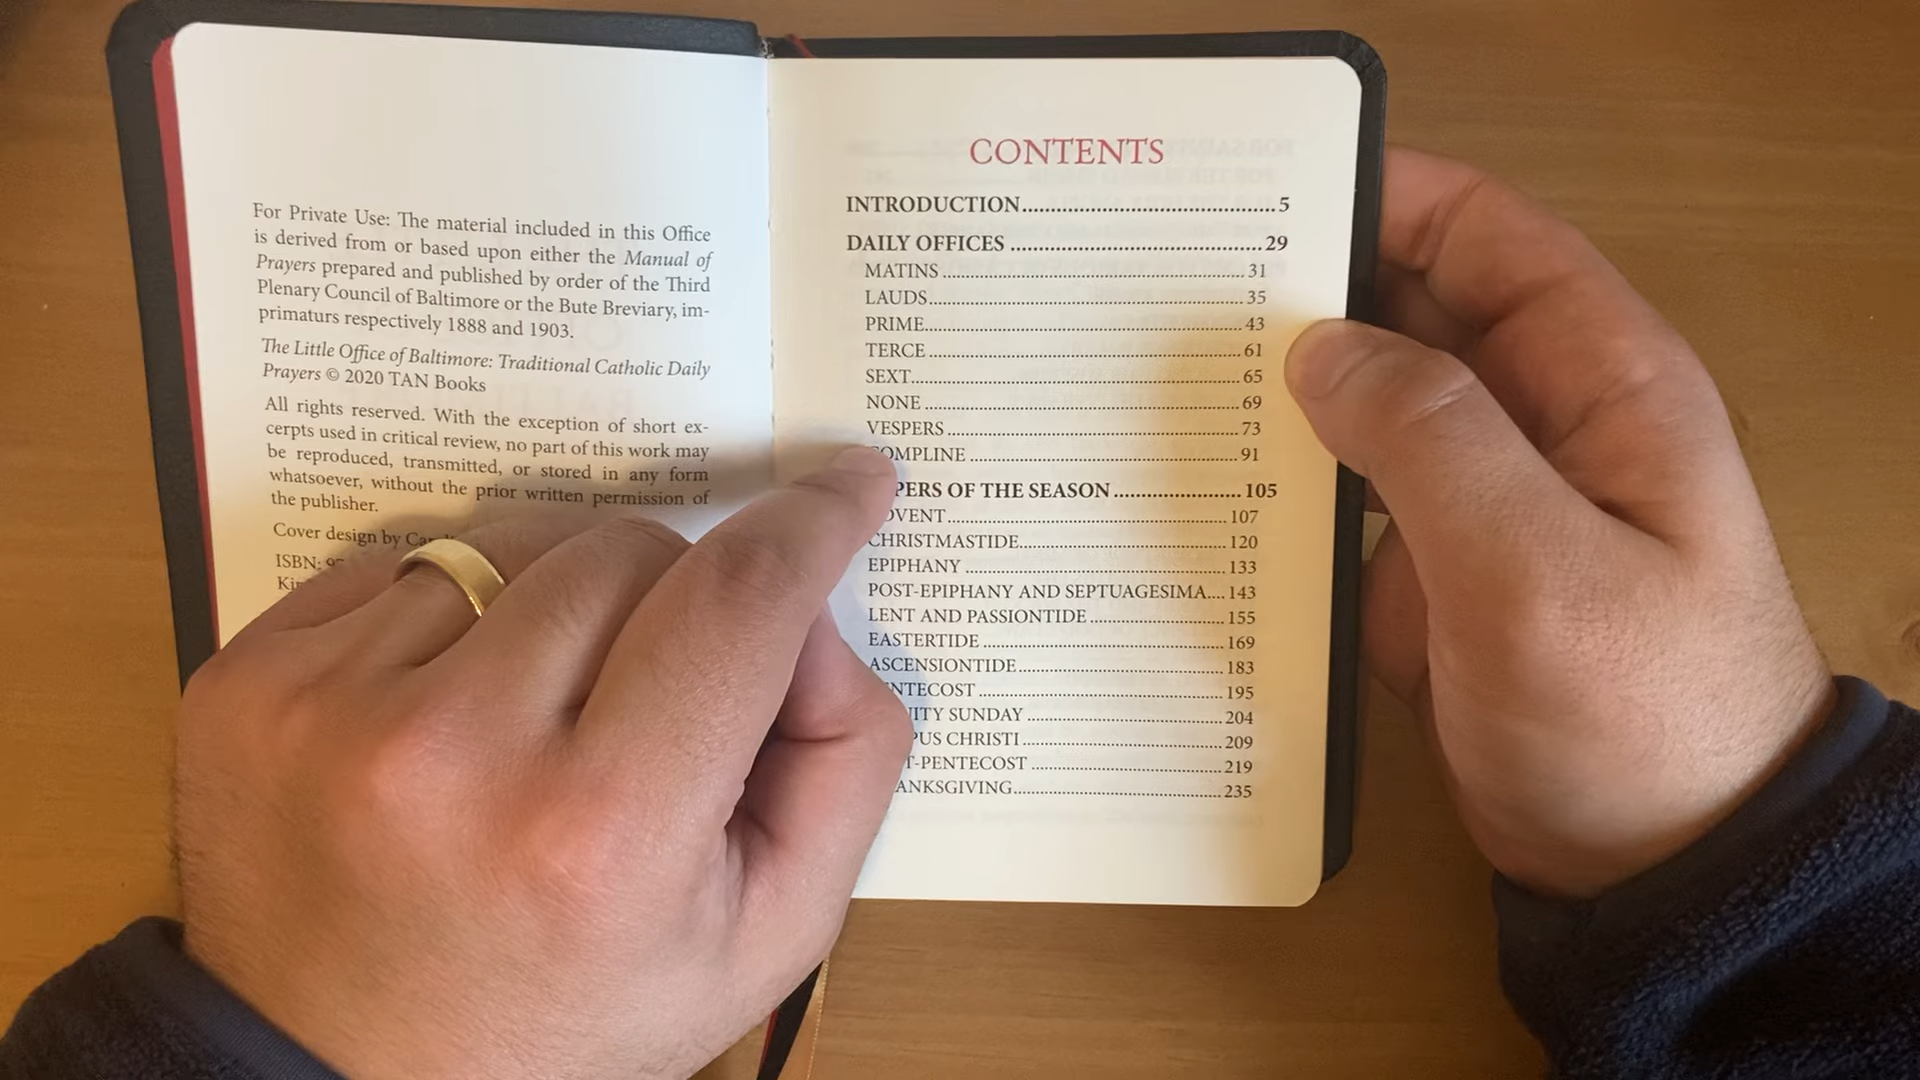 For Private Use: The material included in this Office
is derived from or based upon either the Manual of
Prayers prepared and published by order of the Third
Plenary Council of Baltimore or the Bute Breviary, im-
primaturs respectively 1888 and 1903.
The Little Office of Baltimore: Traditional Catholic Daily
Prayers © 2020 TAN Books
All rights reserved. With the exception of short ex-
cerpts used in critical review, no part of this work may
be reproduced, transmitted, or stored in any form
whatsoever, without the prior written permission of
the publisher.
Cover design by
ISBN:
CONTENTS
INTRODUCTION.......................................5
DAILY OFFICES .......................................29
MATINS .......................................31
LAUDS.......................................35
PRIME.......................................43
TERCE .......................................61
SEXT.......................................65
NONE .......................................69
VESPERS .......................................73
COMPLINE .......................................91
PERS OF THE SEASON .......................105
DVENT.......................................107
CHRISTMASTIDE.......................................120
EPIPHANY .......................................133
POST-EPIPHANY AND SEPTUAGESIMA.... 143
LENT AND PASSIONTIDE .......................155
EASTERTIDE .......................................169
ASCENSIONTIDE.......................................183
NTECOST .......................................195
ITY SUNDAY .......................................204
PUS CHRISTI .......................................209
T-PENTECOST .......................................219
ANKSGIVING.......................................235